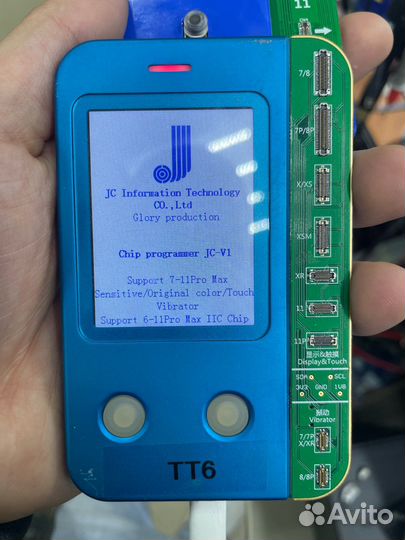 11
JC Information Technology
CO.,Ltd
Glory production
Chip programmer JC-V1
Support 7-11Pro Max
Sensitive/Original color/Touch
Vibrator
Support 6-11Pro Max IIC Chip
TT6
7/8
7P/8P
X/XS
XSM
XR
11
11P
显示&触摸
Display&Touch
SDA SCL
3V3 GND 1V8
振动
Vibrator
7/7P
X/XR
8/8P
Avito